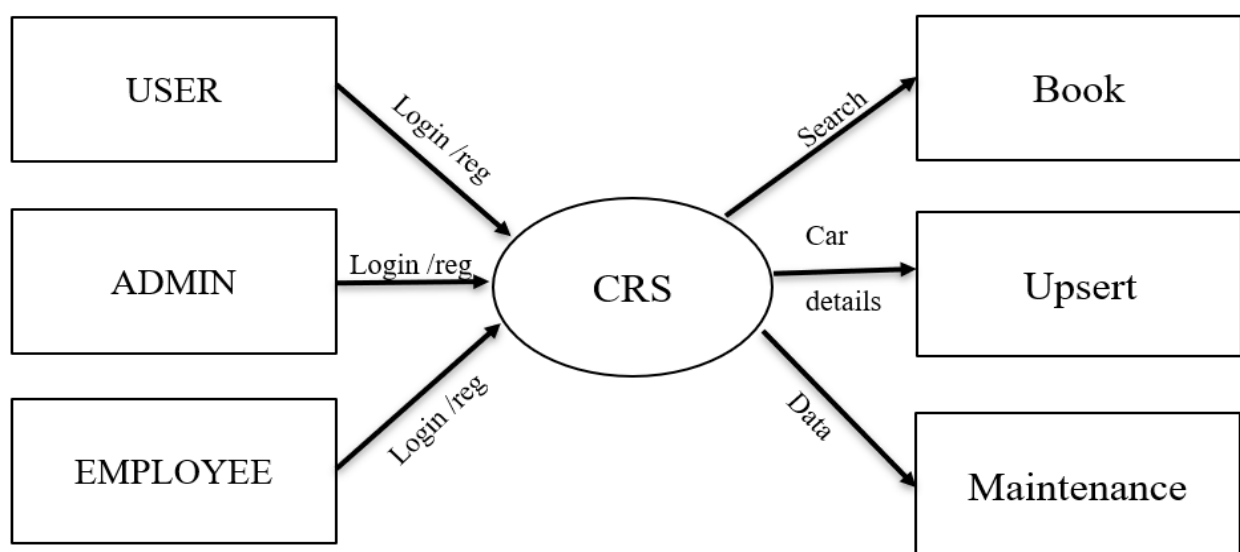 USER
Login /reg
ADMIN
Login /reg
EMPLOYEE
Login /reg
CRS
Search
Book
Car
details
Upsert
Data
Maintenance